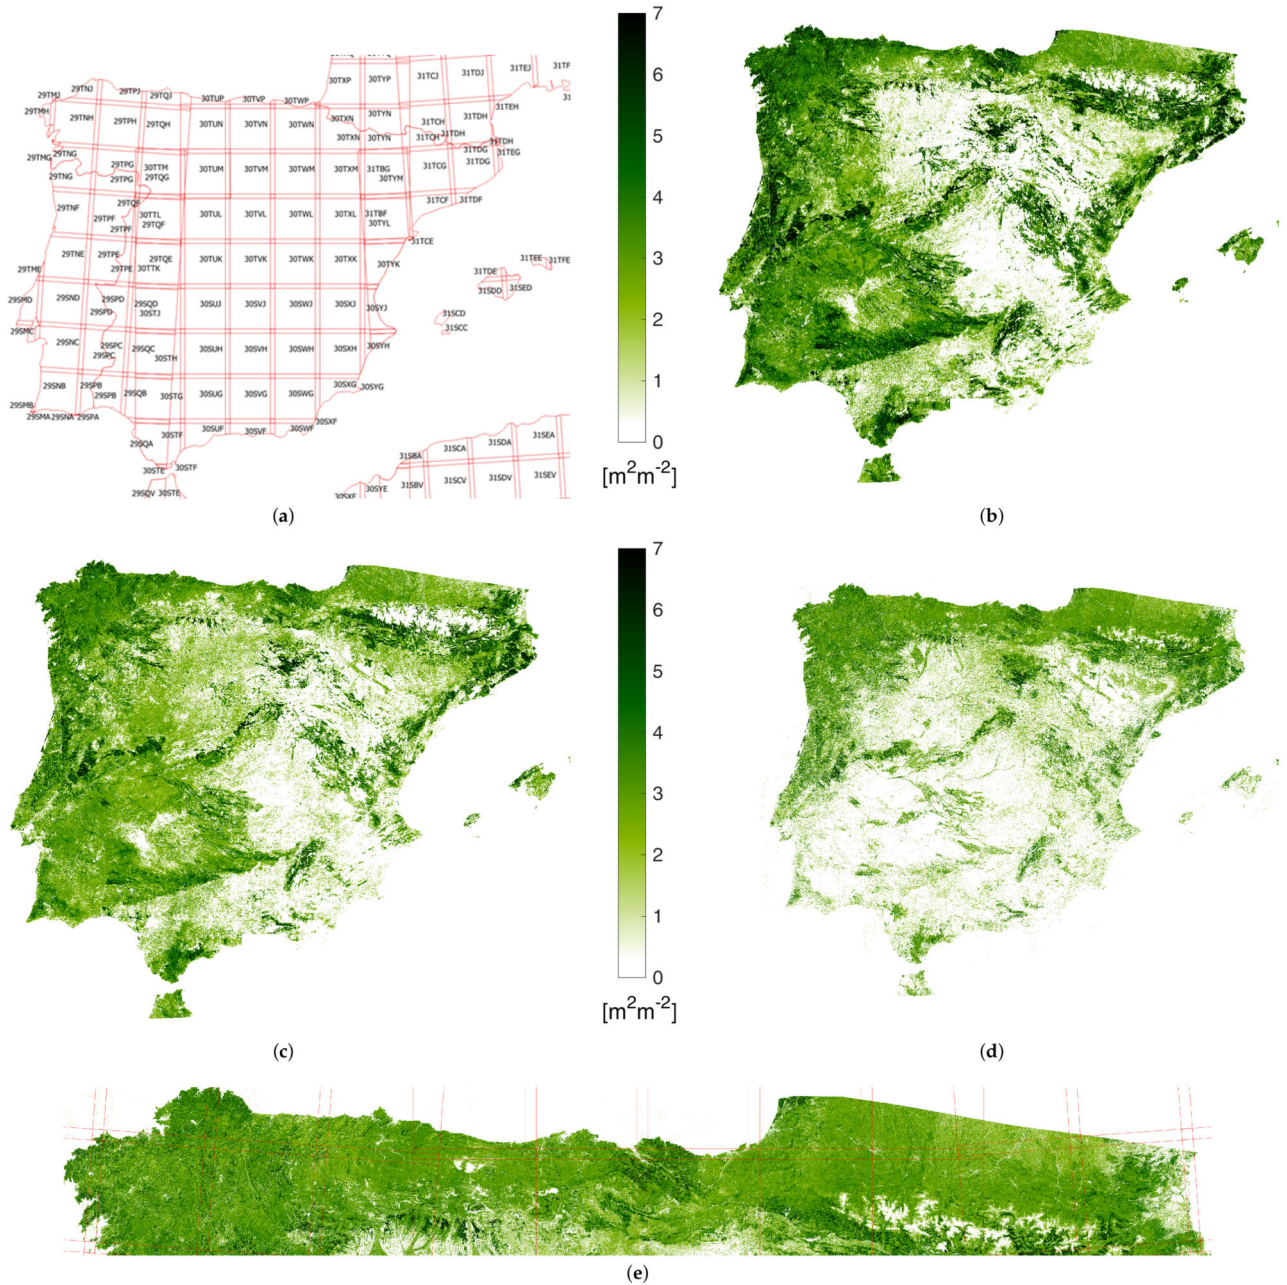 30TXP 30TYP 31TCJ 31TDJ 31TEJ 31TF
29TMJ 29TNJ 29TPJ 29TQJ 30TUP 30TVP 30TWP 31TEH
29TMH 29TNH 29TPH 29TQH 30TUN 30TVN 30TWN 30TXN 30TYN 31TCH 31TDH
30TXN 30TYN 31TCH 31TDH 31TDH
29TMG 29TNG 31TDG 31TEG
29TPG 30TTM 30TUM 30TVM 30TWM 30TXM 31TBG 31TCG 31TDG
29TNG 29TPG 29TQG 30TYM
29TNF 29TQF 31TCF 31TDF
29TPF 30TTL 30TUL 30TVL 30TWL 30TXL 31TBF
29TPF 29TQF 30TYL
31TCE
29TNE 29TPE 29TQE 30TUK 30TVK 30TWK 30TXK 30TYK 31TEE 31TFE
29TME 29TPE 30TTK 31TDE
29SMD 29SND 29SPD 29SQD 30SUJ 30SVJ 30SWJ 30SXJ 30SYJ 31SDD 31SED
29SPD 30STJ 31SCD
29SMC 31SCC
29SNC 29SPC 29SQC 30SUH 30SVH 30SWH 30SXH 30SYH
29SPC 30STH
29SNB 29SPB 30SXG 30SYG
29SPB 29SQB 30STG 30SUG 30SVG 30SWG
29SMB
29SMA 29SNA 29SPA 30SXF
30STF 30SUF 30SVF 30SWF
29SQA 31SBA 31SCA 31SDA 31SEA
30STE 30STF
29SQV 30STE 30SXF 30SYE 31SBV 31SCV 31SDV 31SEV
7
6
5
4
3
2
1
0
[m²m⁻²]
(a)
(b)
7
6
5
4
3
2
1
0
[m²m⁻²]
(c)
(d)
(e)